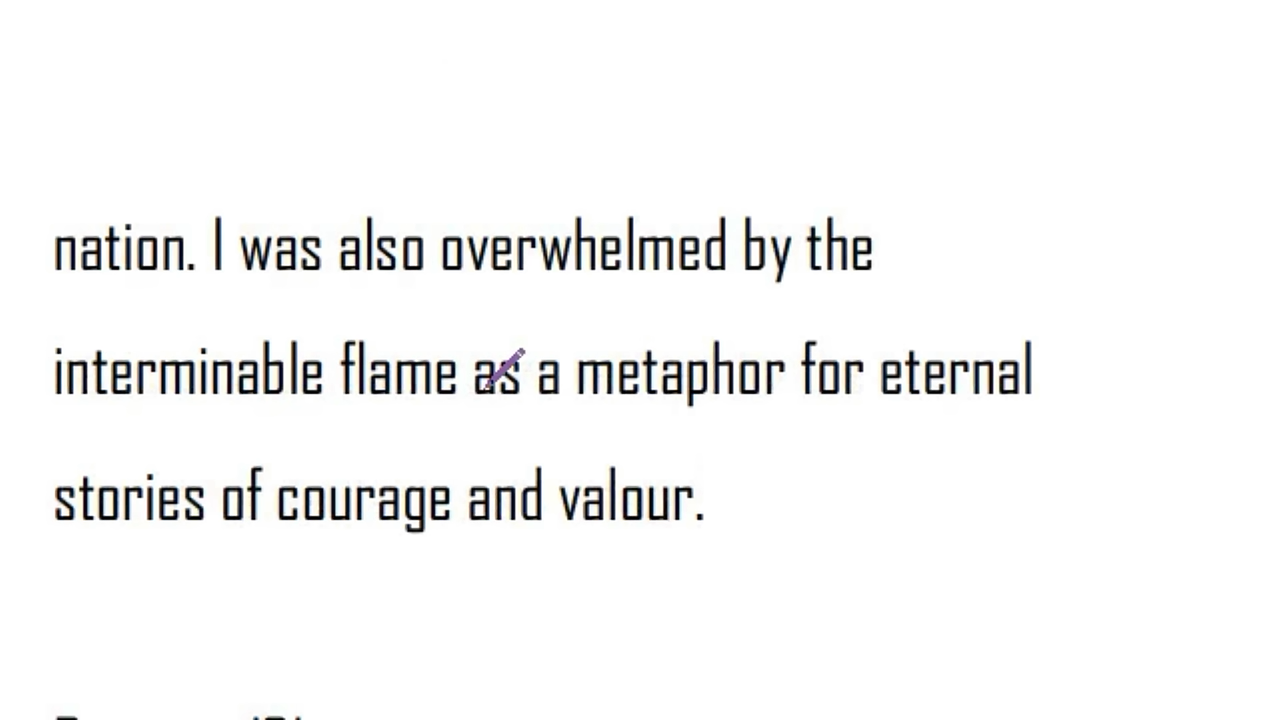 nation. I was also overwhelmed by the
interminable flame as a metaphor for eternal
stories of courage and valour.